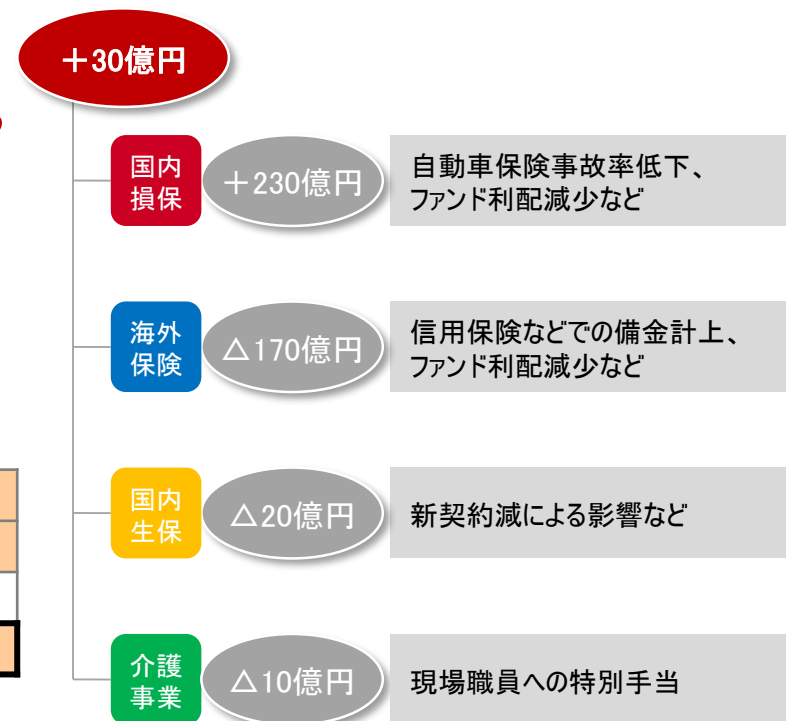 ＋30億円
国内
損保
＋230億円
自動車保険事故率低下、
ファンド利配減少など
海外
保険
△170億円
信用保険などでの備金計上、
ファンド利配減少など
国内
生保
△20億円
新契約減による影響など
介護
事業
△10億円
現場職員への特別手当